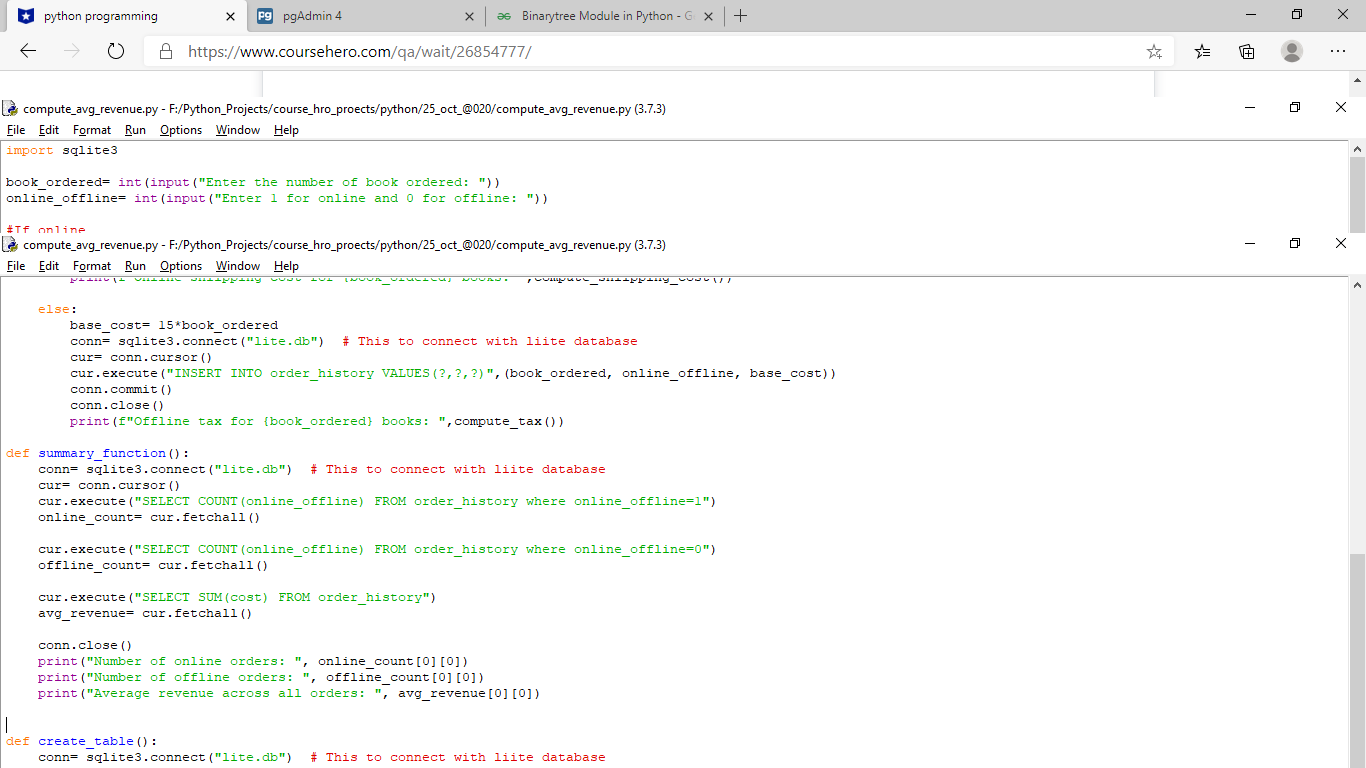 python programming
pgAdmin 4
Binarytree Module in Python - G
https://www.coursehero.com/qa/wait/26854777/
compute_avg_revenue.py - F:/Python_Projects/course_hro_proects/python/25_oct_@020/compute_avg_revenue.py (3.7.3)
File Edit Format Run Options Window Help
import sqlite3
book_ordered= int(input("Enter the number of book ordered: "))
online_offline= int(input("Enter 1 for online and 0 for offline: "))
#If online
compute_avg_revenue.py - F:/Python_Projects/course_hro_proects/python/25_oct_@020/compute_avg_revenue.py (3.7.3)
File Edit Format Run Options Window Help
print(f"Online shipping cost for {book_ordered} books: ",compute_shipping_cost())
else:
base_cost= 15*book_ordered
conn= sqlite3.connect("lite.db")  # This to connect with liite database
cur= conn.cursor()
cur.execute("INSERT INTO order_history VALUES(?,?,?)",(book_ordered, online_offline, base_cost))
conn.commit()
conn.close()
print(f"Offline tax for {book_ordered} books: ",compute_tax())
def summary_function():
conn= sqlite3.connect("lite.db")  # This to connect with liite database
cur= conn.cursor()
cur.execute("SELECT COUNT(online_offline) FROM order_history where online_offline=1")
online_count= cur.fetchall()
cur.execute("SELECT COUNT(online_offline) FROM order_history where online_offline=0")
offline_count= cur.fetchall()
cur.execute("SELECT SUM(cost) FROM order_history")
avg_revenue= cur.fetchall()
conn.close()
print("Number of online orders: ", online_count[0][0])
print("Number of offline orders: ", offline_count[0][0])
print("Average revenue across all orders: ", avg_revenue[0][0])
def create_table():
conn= sqlite3.connect("lite.db")  # This to connect with liite database